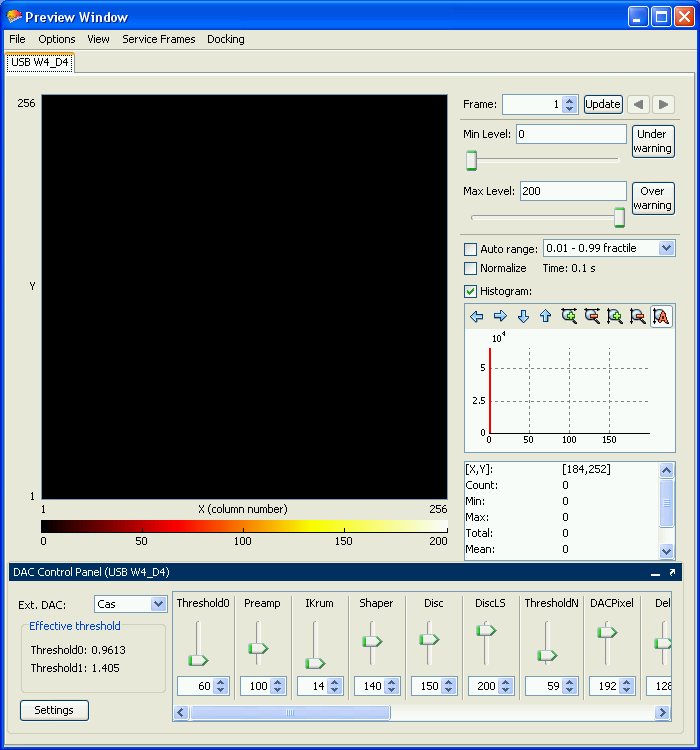 Preview Window
File Options View Service Frames Docking
USB W4_D4
256
Y
1
1 X (column number) 256
0 50 100 150 200
Frame: 1 Update
Min Level: 0 Under warning
Max Level: 200 Over warning
Auto range: 0.01 - 0.99 fractile
Normalize Time: 0.1 s
Histogram:
A
10^4
5
2.5
0
0 50 100 150
[X,Y]: [184,252]
Count: 0
Min: 0
Max: 0
Total: 0
Mean: 0
DAC Control Panel (USB W4_D4)
Ext. DAC: Cas
Effective threshold
Threshold0: 0.9613
Threshold1: 1.405
Settings
Threshold0 Preamp IKrum Shaper Disc DiscLS ThresholdN DACPixel Del
60 100 14 140 150 200 59 192 128